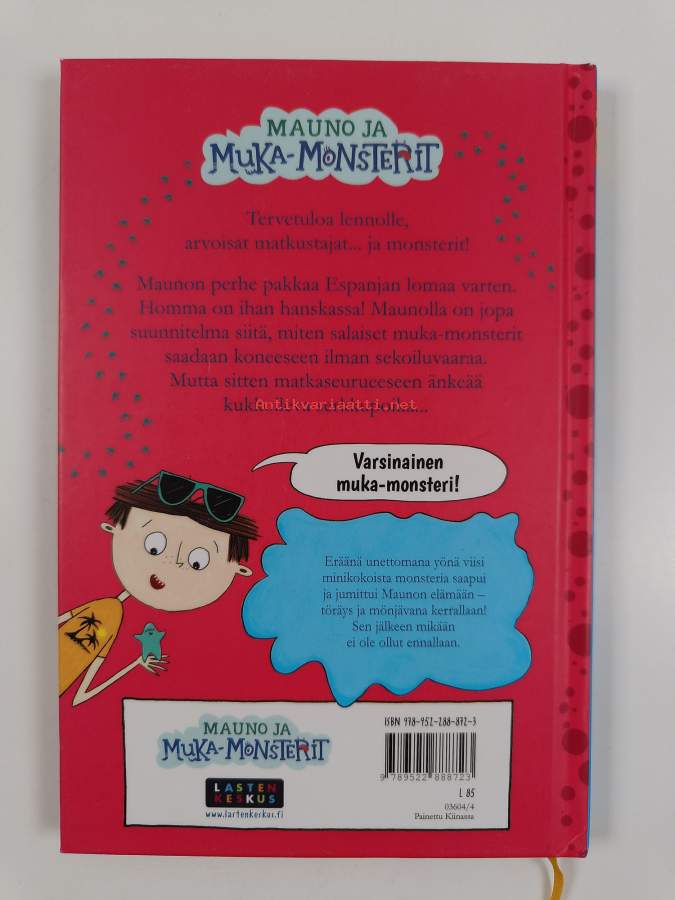 MAUNO JA
MUKA-MONSTERIT
Tervetuloa lennolle,
arvoisat matkustajat... ja monsterit!
Maunon perhe pakkaa Espanjan lomaa varten.
Homma on ihan hanskassa! Maunolla on jopa
suunnitelma siitä, miten salaiset muka-monsterit
saadaan koneeseen ilman sekoiluvaaraa.
Mutta sitten matkaseurueeseen änkeää
Antikvariaatti.net
Varsinainen
muka-monsteri!
Eräänä unettomana yönä viisi
minikokoista monsteria saapui
ja jumittui Maunon elämään –
töräys ja mönjävana kerrallaan!
Sen jälkeen mikään
ei ole ollut ennallaan.
MAUNO JA
MUKA-MONSTERIT
LASTEN
KESKUS
www.lastenkeskus.fi
ISBN 978-952-288-872-3
9 789522 888723
L 85
03604/4
Painettu Kiinassa